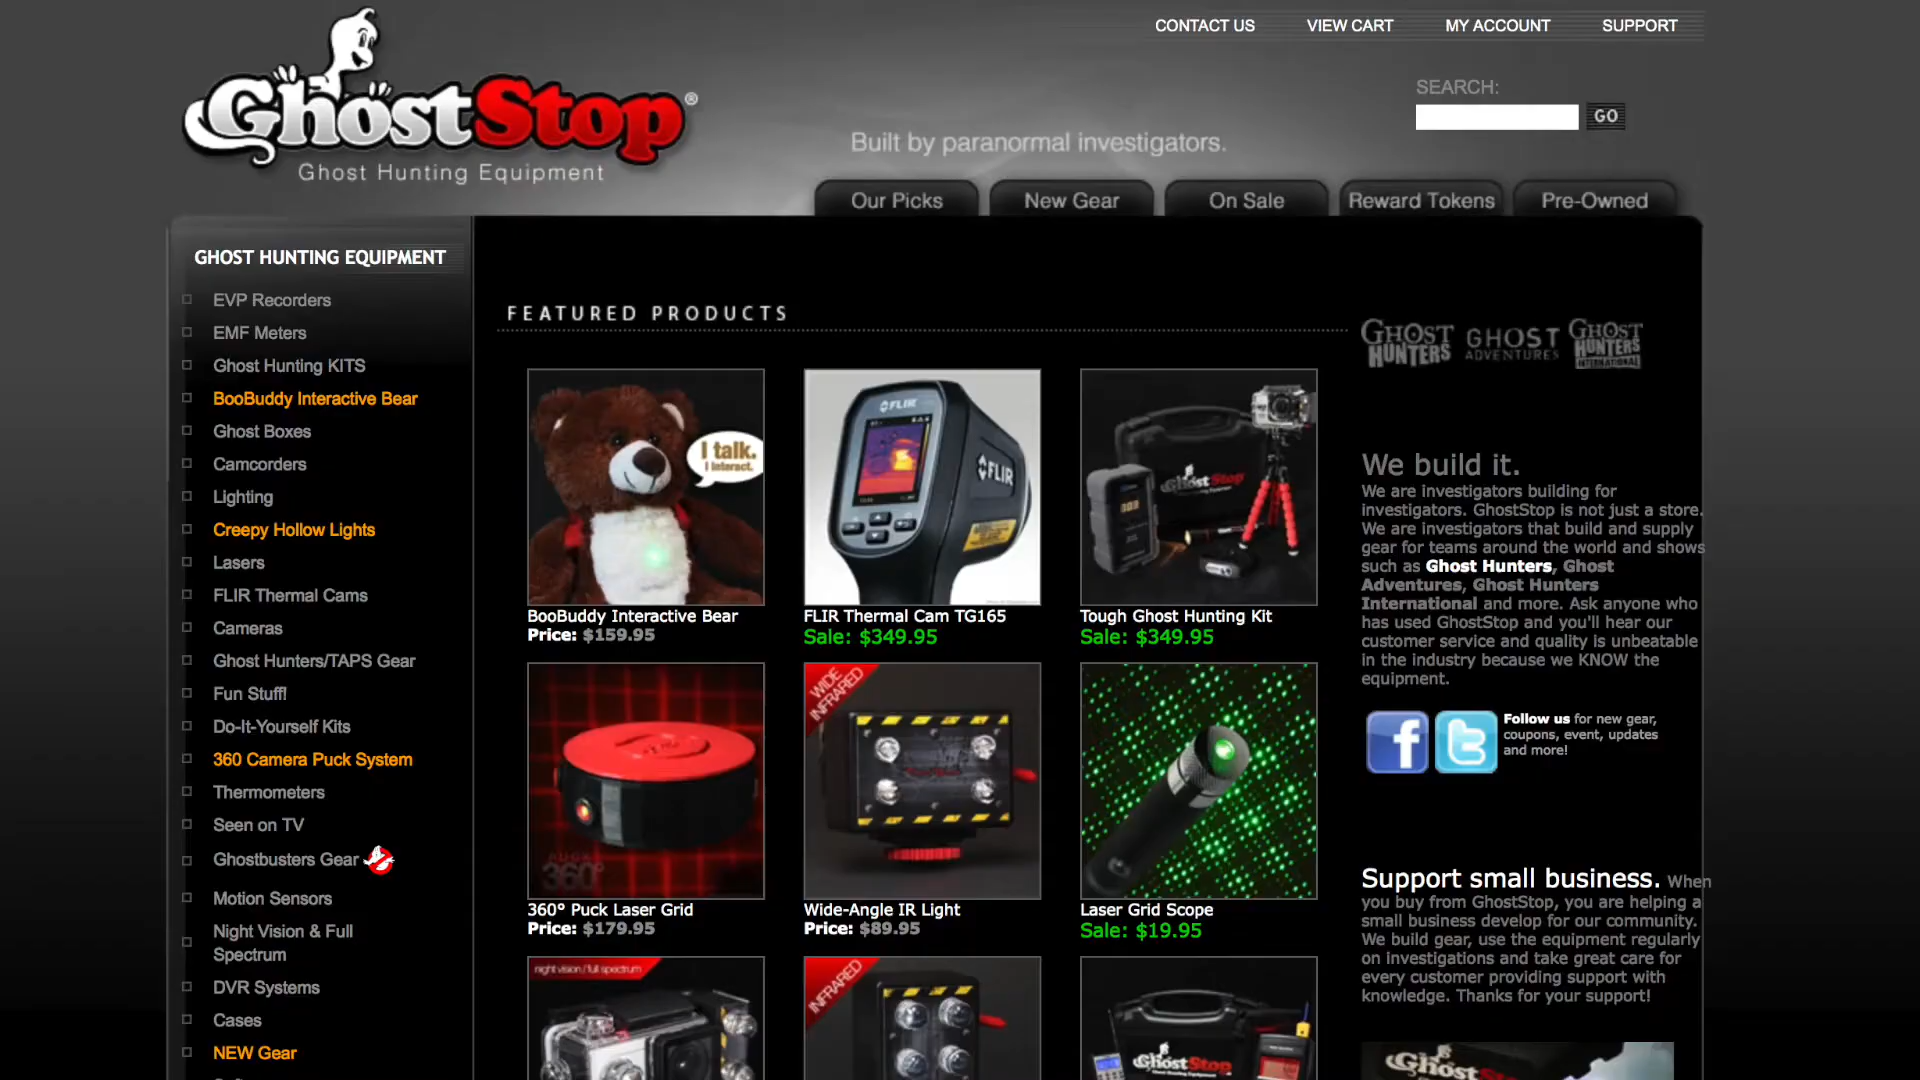 CONTACT US
VIEW CART
MY ACCOUNT
SUPPORT
GhostStop®
Ghost Hunting Equipment
SEARCH:
GO
Built by paranormal investigators.
Our Picks
New Gear
On Sale
Reward Tokens
Pre-Owned
GHOST HUNTING EQUIPMENT
EVP Recorders
EMF Meters
Ghost Hunting KITS
BooBuddy Interactive Bear
Ghost Boxes
Camcorders
Lighting
Creepy Hollow Lights
Lasers
FLIR Thermal Cams
Cameras
Ghost Hunters/TAPS Gear
Fun Stuff!
Do-It-Yourself Kits
360 Camera Puck System
Thermometers
Seen on TV
Ghostbusters Gear
Motion Sensors
Night Vision & Full
Spectrum
DVR Systems
Cases
NEW Gear
FEATURED PRODUCTS
I talk.
I interact.
BooBuddy Interactive Bear
Price: $159.95
FLIR
FLIR
FLIR Thermal Cam TG165
Sale: $349.95
GhostStop
Tough Ghost Hunting Kit
Sale: $349.95
PUCK
360°
360° Puck Laser Grid
Price: $179.95
WIDE
INFRARED
Wide-Angle IR Light
Price: $89.95
Laser Grid Scope
Sale: $19.95
night vision / full spectrum
INFRARED
GhostStop
Ghost Hunting Equipment
GHOST
HUNTERS
GHOST
ADVENTURES
GHOST
HUNTERS
INTERNATIONAL
We build it.
We are investigators building for
investigators. GhostStop is not just a store.
We are investigators that build and supply
gear for teams around the world and shows
such as Ghost Hunters, Ghost
Adventures, Ghost Hunters
International and more. Ask anyone who
has used GhostStop and you'll hear our
customer service and quality is unbeatable
in the industry because we KNOW the
equipment.
Follow us for new gear,
coupons, event, updates
and more!
Support small business. When
you buy from GhostStop, you are helping a
small business develop for our community.
We build gear, use the equipment regularly
on investigations and take great care for
every customer providing support with
knowledge. Thanks for your support!
GhostStop